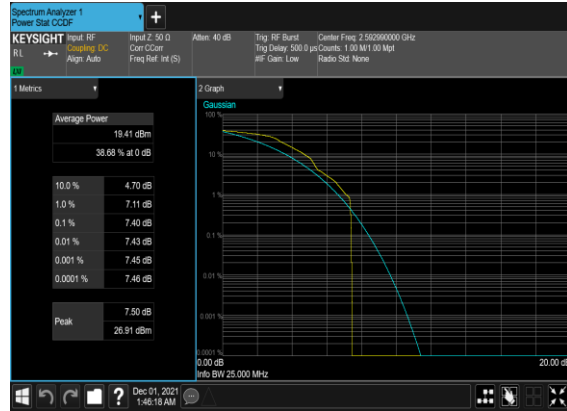 Spectrum Analyzer 1
Power Stat CCDF
+
KEYSIGHT Input: RF Input Z: 50 Ω Atten: 40 dB Trig: RF Burst Center Freq: 2.592990000 GHz
RL Coupling: DC Corr CCorr Trig Delay: 500.0 µs Counts: 1.00 M/1.00 Mpt
Align: Auto Freq Ref: Int (S) #IF Gain: Low Radio Std: None
1 Metrics
2 Graph
Average Power
19.41 dBm
38.68 % at 0 dB
10.0 % 4.70 dB
1.0 % 7.11 dB
0.1 % 7.40 dB
0.01 % 7.43 dB
0.001 % 7.45 dB
0.0001 % 7.46 dB
Peak 7.50 dB
26.91 dBm
Gaussian
100 %
10 %
1 %
0.1 %
0.01 %
0.001 %
0.0001 %
0.00 dB 20.00 dB
Info BW 25.000 MHz
? Dec 01, 2021
1:46:18 AM